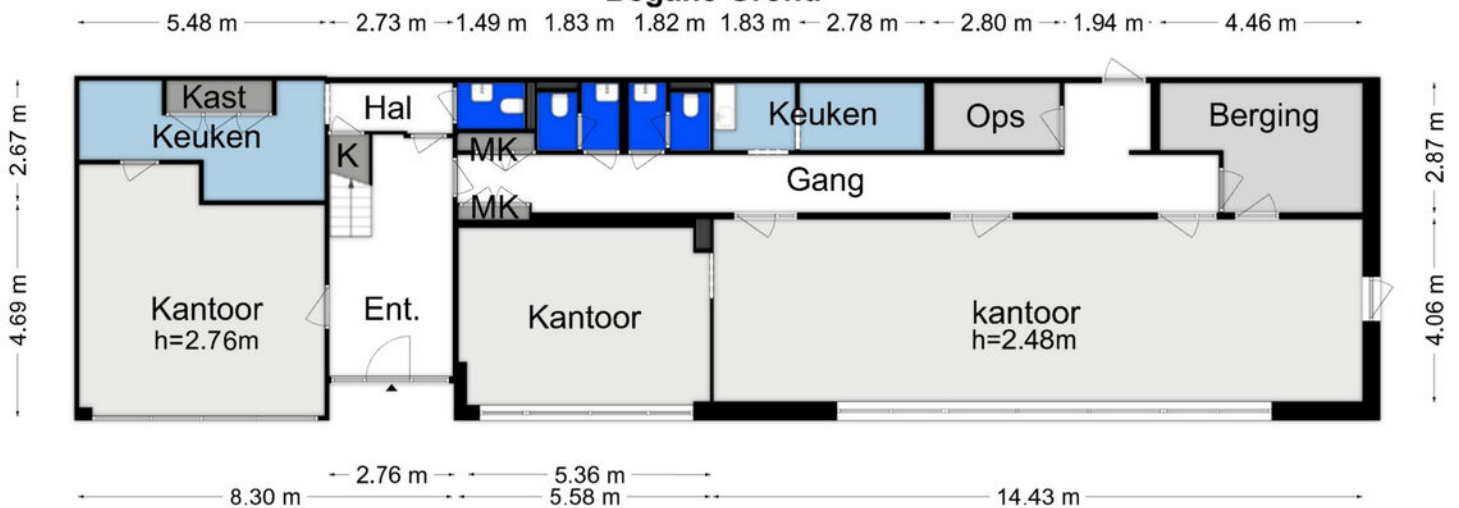 Begane Grond
5.48 m 2.73 m 1.49 m 1.83 m 1.82 m 1.83 m 2.78 m 2.80 m 1.94 m 4.46 m
Kast
Keuken
Hal
K
MK
MK
Keuken
Ops
Berging
Gang
2.67 m
4.69 m
2.87 m
4.06 m
Kantoor
h=2.76m
Ent.
Kantoor
kantoor
h=2.48m
2.76 m 5.36 m
8.30 m 5.58 m 14.43 m